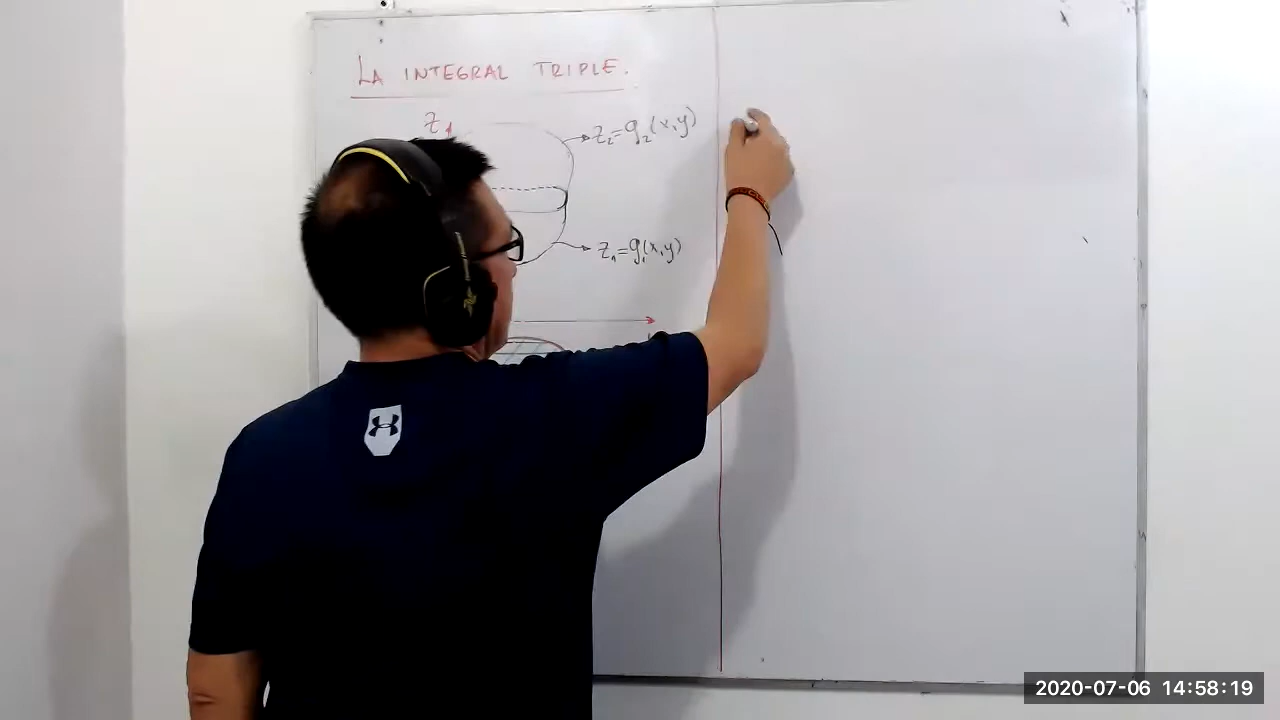 LA INTEGRAL TRIPLE.
z
z₂=g₂(x,y)
z₁=g₁(x,y)
2020-07-06 14:58:19